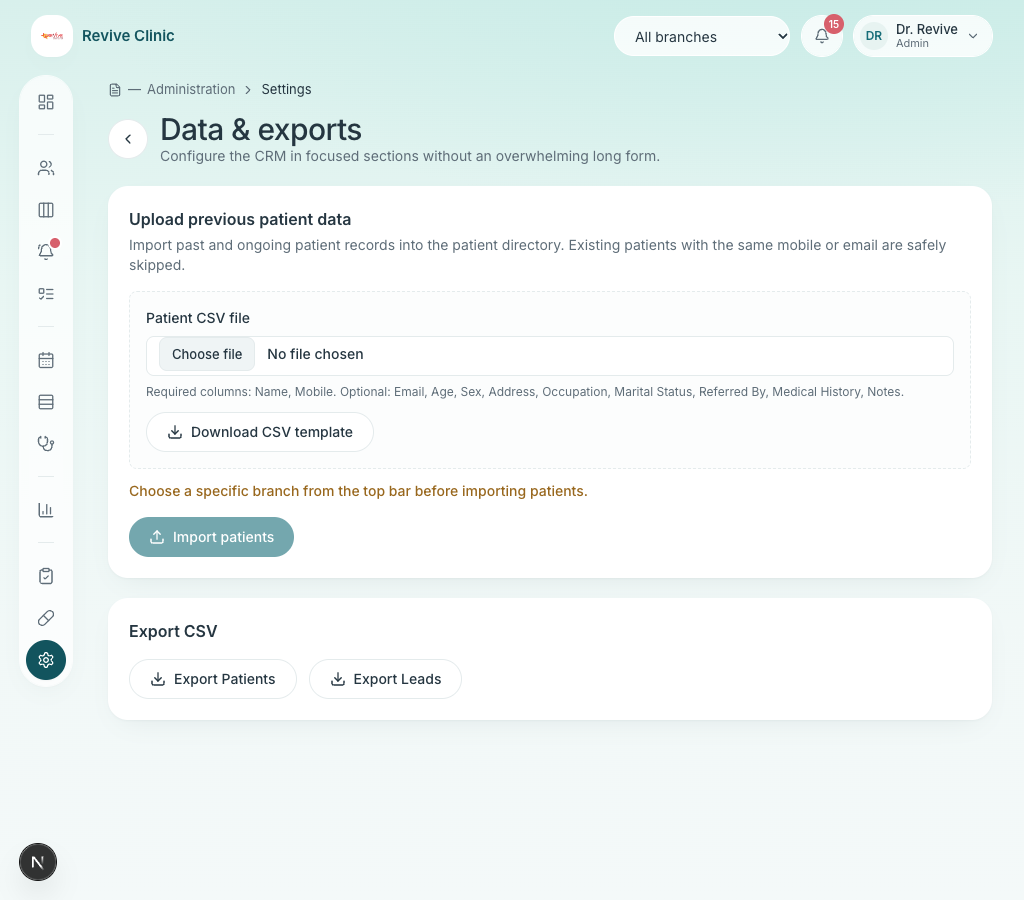 Revive Clinic
All branches
15
DR
Dr. Revive
Admin
— Administration > Settings
Data & exports
Configure the CRM in focused sections without an overwhelming long form.
Upload previous patient data
Import past and ongoing patient records into the patient directory. Existing patients with the same mobile or email are safely
skipped.
Patient CSV file
Choose file No file chosen
Required columns: Name, Mobile. Optional: Email, Age, Sex, Address, Occupation, Marital Status, Referred By, Medical History, Notes.
Download CSV template
Choose a specific branch from the top bar before importing patients.
Import patients
Export CSV
Export Patients
Export Leads
N